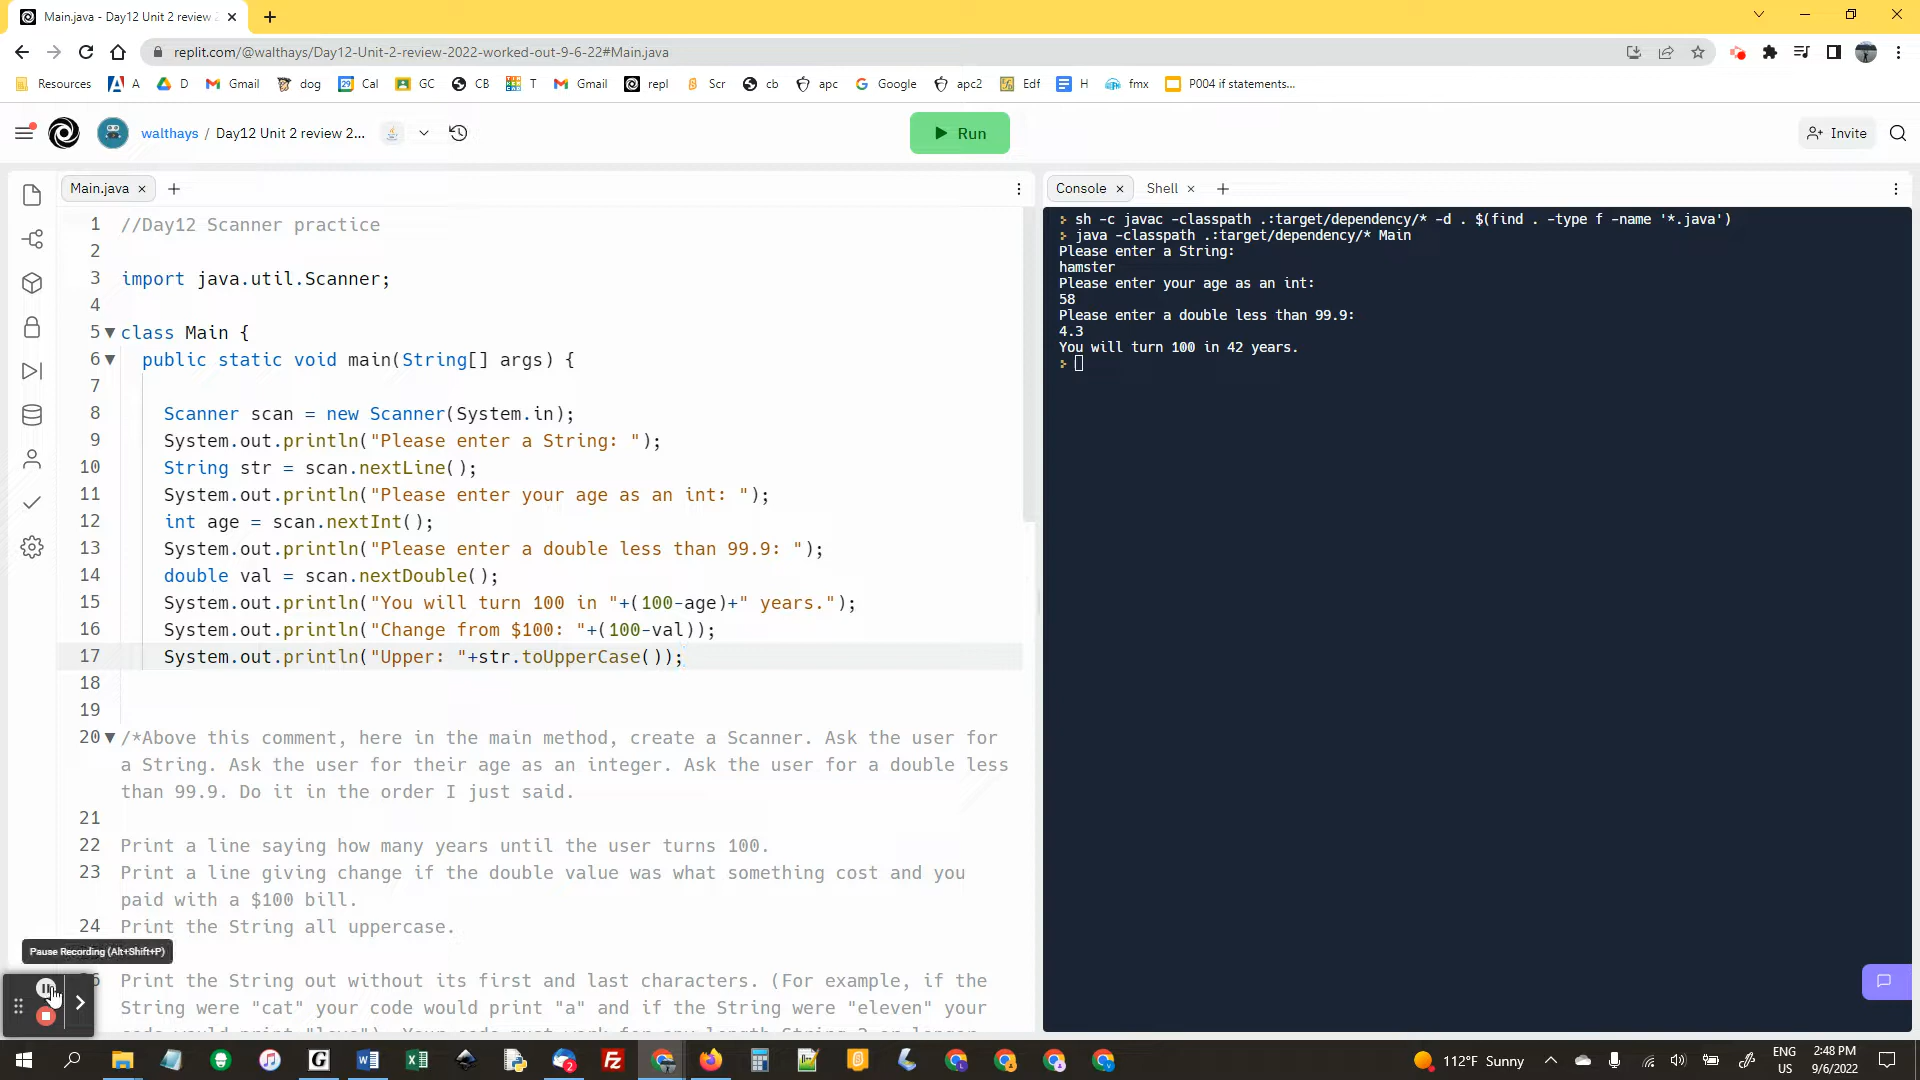 Main.java - Day12 Unit 2 review 2
replit.com/@walthays/Day12-Unit-2-review-2022-worked-out-9-6-22#Main.java
Resources A D Gmail dog Cal GC CB T Gmail repl Scr cb apc Google apc2 Edf H fmx P004 if statements...
walthays / Day12 Unit 2 review 2...
Run
Invite
Main.java
1 //Day12 Scanner practice
2
3 import java.util.Scanner;
4
5 class Main {
6 public static void main(String[] args) {
7
8 Scanner scan = new Scanner(System.in);
9 System.out.println("Please enter a String: ");
10 String str = scan.nextLine();
11 System.out.println("Please enter your age as an int: ");
12 int age = scan.nextInt();
13 System.out.println("Please enter a double less than 99.9: ");
14 double val = scan.nextDouble();
15 System.out.println("You will turn 100 in "+(100-age)+" years.");
16 System.out.println("Change from $100: "+(100-val));
17 System.out.println("Upper: "+str.toUpperCase());
18
19
20 /*Above this comment, here in the main method, create a Scanner. Ask the user for
a String. Ask the user for their age as an integer. Ask the user for a double less
than 99.9. Do it in the order I just said.
21
22 Print a line saying how many years until the user turns 100.
23 Print a line giving change if the double value was what something cost and you
paid with a $100 bill.
24 Print the String all uppercase.
Pause Recording (Alt+Shift+P)
Print the String out without its first and last characters. (For example, if the
String were "cat" your code would print "a" and if the String were "eleven" your
Console
Shell
sh -c javac -classpath .:target/dependency/* -d . $(find . -type f -name '*.java')
java -classpath .:target/dependency/* Main
Please enter a String:
hamster
Please enter your age as an int:
58
Please enter a double less than 99.9:
4.3
You will turn 100 in 42 years.
112°F Sunny
ENG
US
2:48 PM
9/6/2022